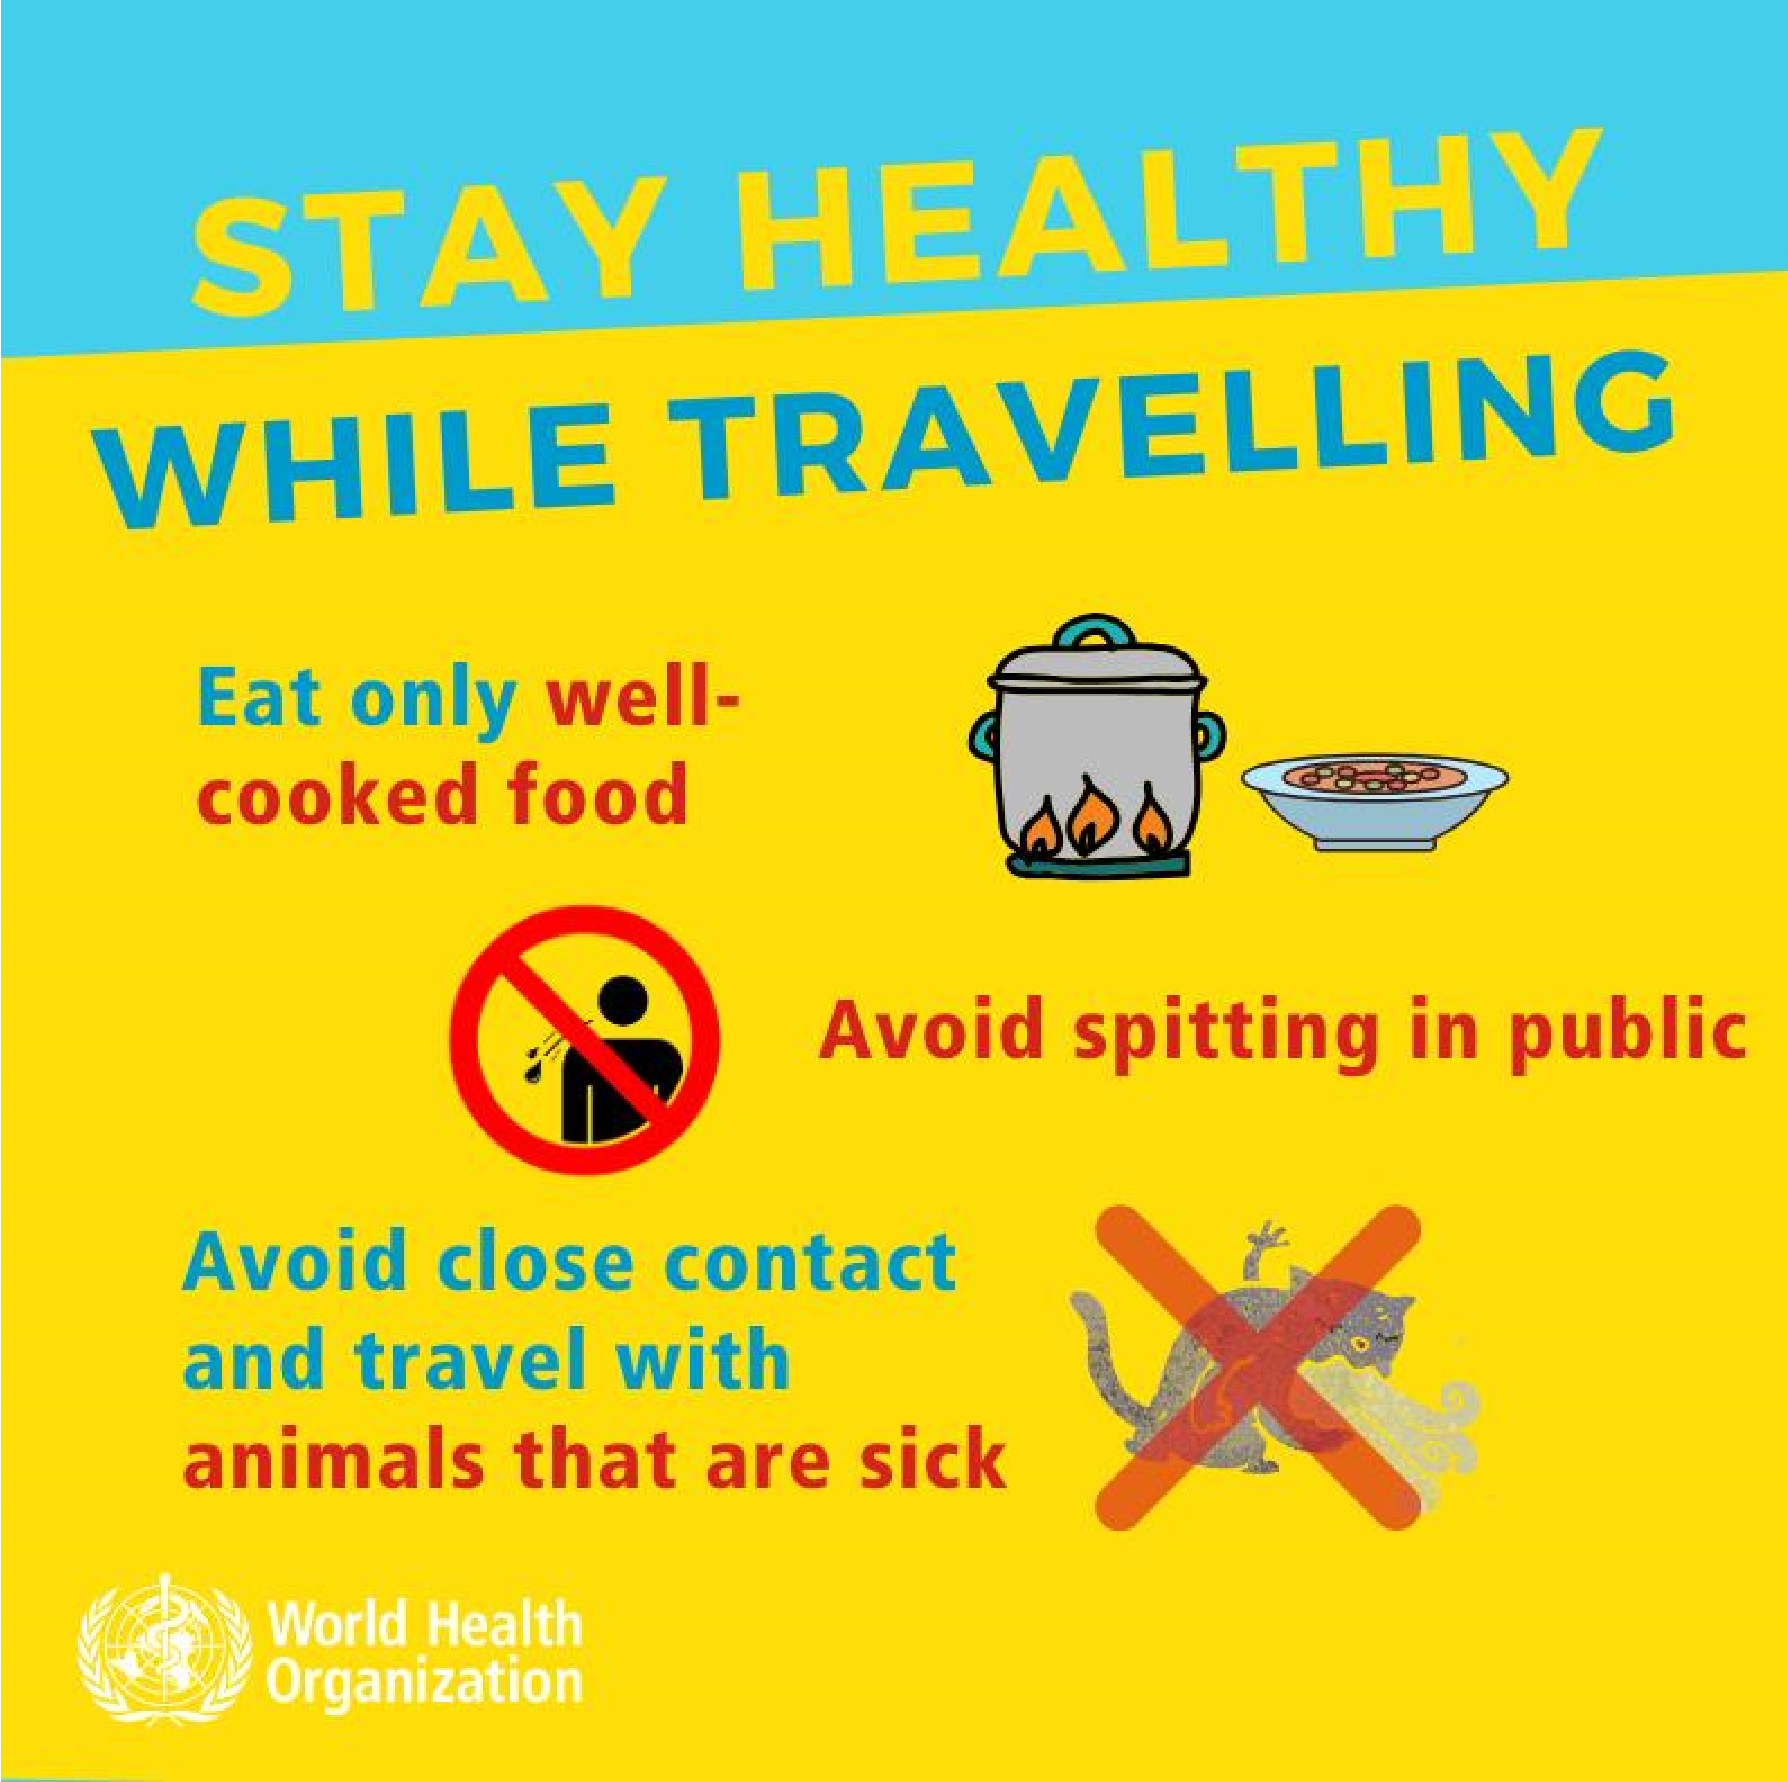 STAY HEALTHY
WHILE TRAVELLING
Eat only well-
cooked food
Avoid spitting in public
Avoid close contact
and travel with
animals that are sick
World Health
Organization